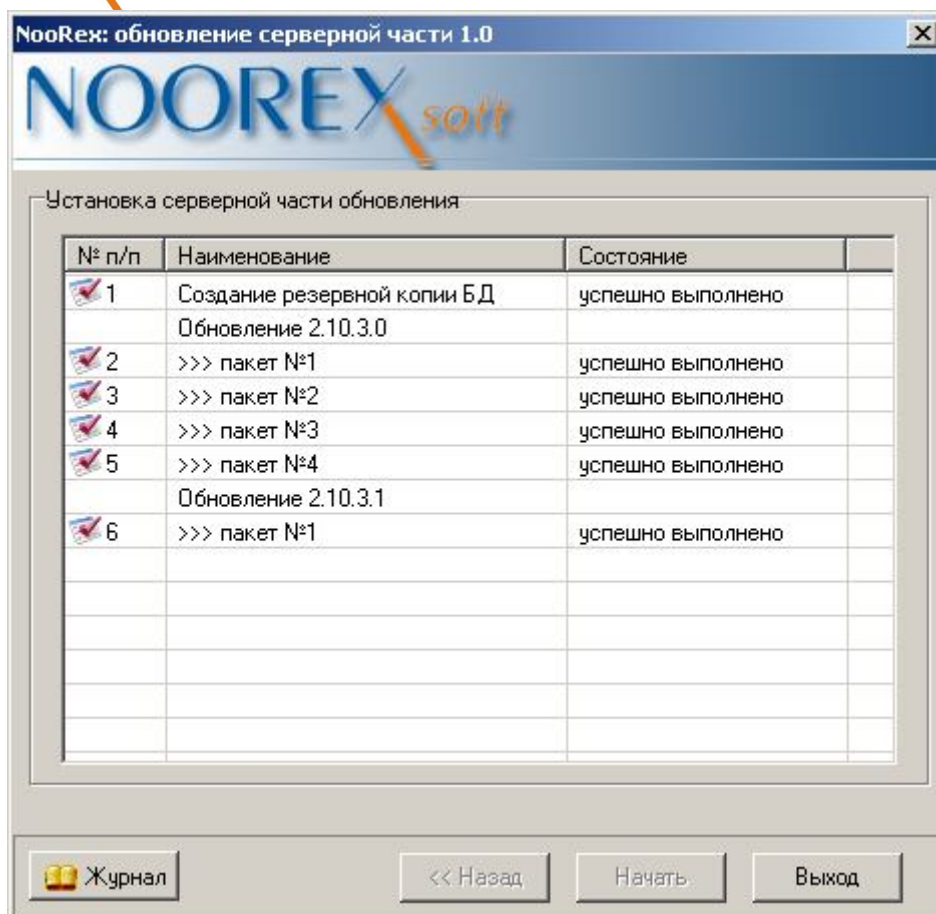 NooRex: обновление серверной части 1.0
NOOREX soft
Установка серверной части обновления
№ п/п Наименование Состояние
1 Создание резервной копии БД успешно выполнено
Обновление 2.10.3.0
2 >>> пакет №1 успешно выполнено
3 >>> пакет №2 успешно выполнено
4 >>> пакет №3 успешно выполнено
5 >>> пакет №4 успешно выполнено
Обновление 2.10.3.1
6 >>> пакет №1 успешно выполнено
Журнал << Назад Начать Выход